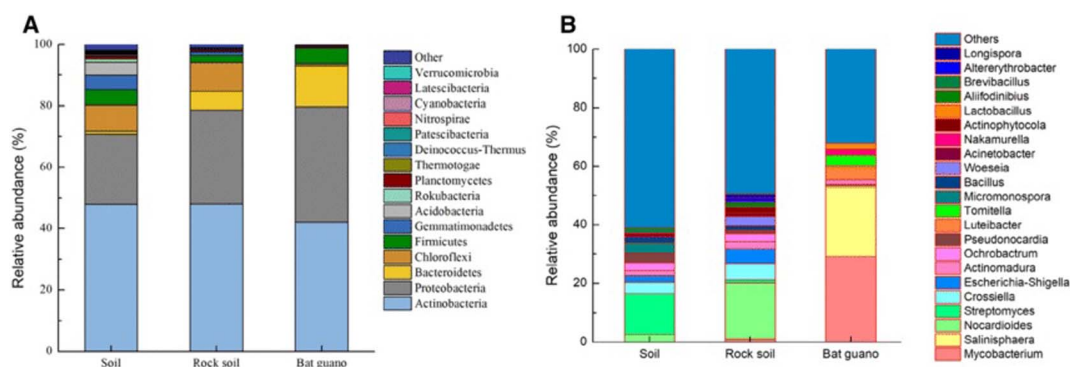 A
Relative abundance (%)
100
80
60
40
20
0
Soil
Rock soil
Bat guano
Other
Verrucomicrobia
Latescibacteria
Cyanobacteria
Nitrospirae
Patescibacteria
Deinococcus-Thermus
Thermotogae
Planctomycetes
Rokubacteria
Acidobacteria
Gemmatimonadetes
Firmicutes
Chloroflexi
Bacteroidetes
Proteobacteria
Actinobacteria
B
Relative abundance (%)
100
80
60
40
20
0
Soil
Rock soil
Bat guano
Others
Longispora
Altererythrobacter
Brevibacillus
Aliifodinibius
Lactobacillus
Actinophytocola
Nakamurella
Acinetobacter
Woeseia
Bacillus
Micromonospora
Tomitella
Luteibacter
Pseudonocardia
Ochrobactrum
Actinomadura
Escherichia-Shigella
Crossiella
Streptomyces
Nocardioides
Salinisphaera
Mycobacterium